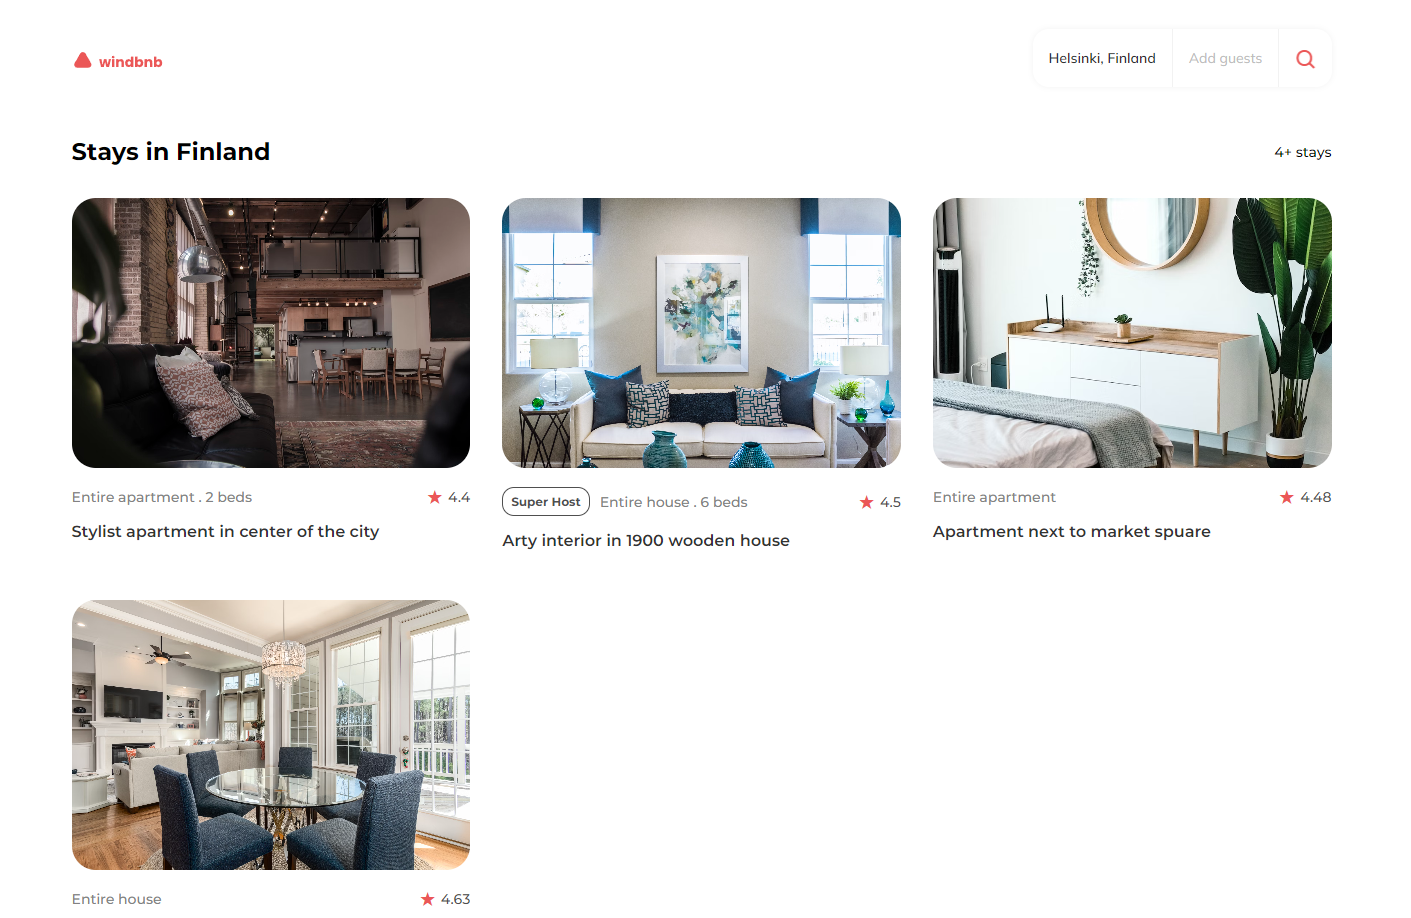 windbnb
Helsinki, Finland
Add guests
Stays in Finland
4+ stays
Entire apartment . 2 beds
4.4
Stylist apartment in center of the city
Super Host
Entire house . 6 beds
4.5
Arty interior in 1900 wooden house
Entire apartment
4.48
Apartment next to market spuare
Entire house
4.63